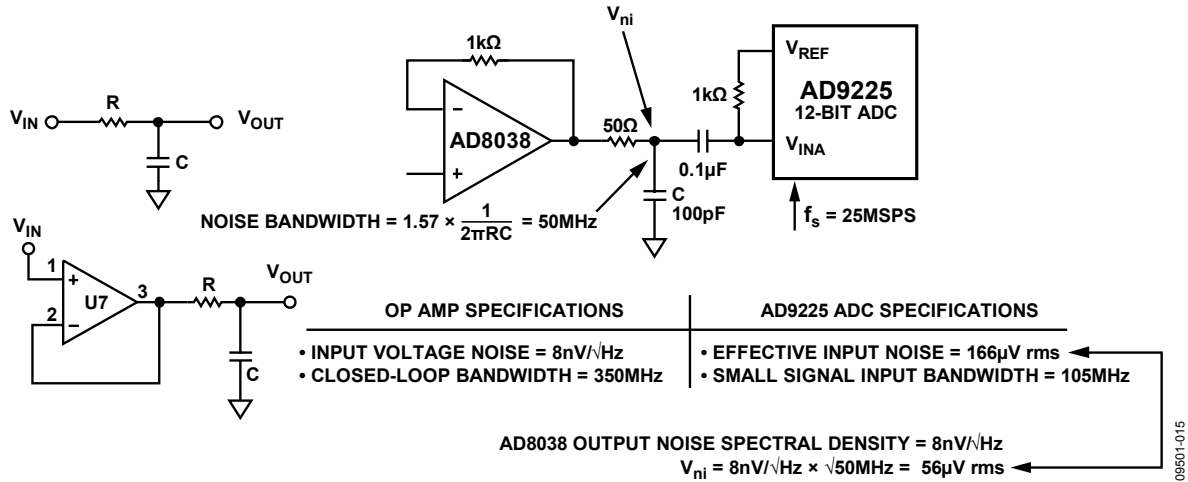 V_IN
R
V_OUT
C
V_IN
1
+
2
−
U7
3
R
V_OUT
C
V_ni
1kΩ
−
AD8038
+
50Ω
0.1µF
C
100pF
1kΩ
V_REF
AD9225
12-BIT ADC
V_INA
f_s = 25MSPS
NOISE BANDWIDTH = 1.57 × 1/2πRC = 50MHz
OP AMP SPECIFICATIONS
• INPUT VOLTAGE NOISE = 8nV/√Hz
• CLOSED-LOOP BANDWIDTH = 350MHz
AD9225 ADC SPECIFICATIONS
• EFFECTIVE INPUT NOISE = 166µV rms
• SMALL SIGNAL INPUT BANDWIDTH = 105MHz
AD8038 OUTPUT NOISE SPECTRAL DENSITY = 8nV/√Hz
V_ni = 8nV/√Hz × √50MHz = 56µV rms
09501-015